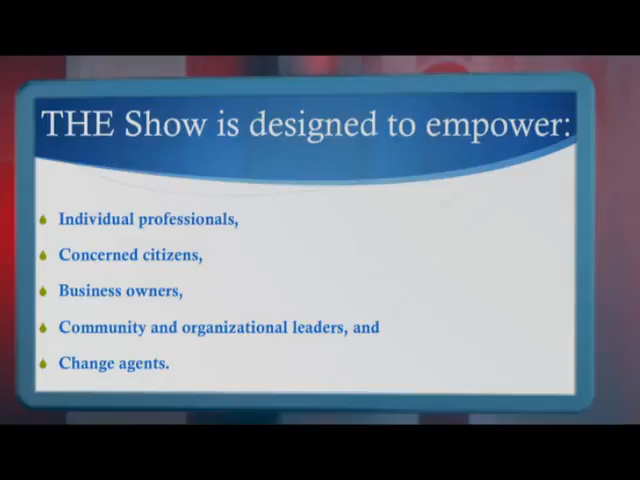 THE Show is designed to empower:
Individual professionals,
Concerned citizens,
Business owners,
Community and organizational leaders, and
Change agents.